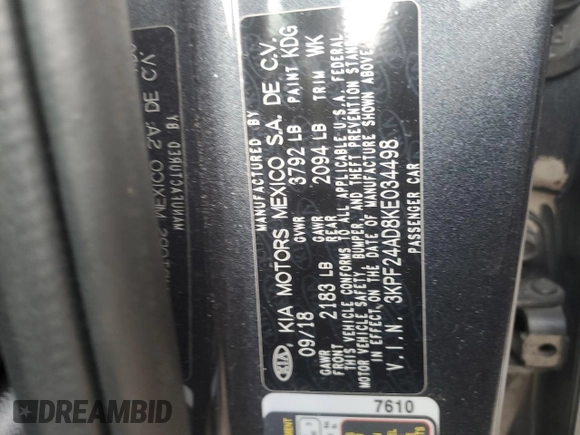 MANUFACTURED BY
KIA KIA MOTORS MEXICO S.A. DE C.V.
09/18 GVWR 3792 LB PAINT KDG
GAWR FRONT 2183 LB GAWR REAR 2094 LB TRIM WK
THIS VEHICLE CONFORMS TO ALL APPLICABLE U.S.A. FEDERAL
MOTOR VEHICLE SAFETY, BUMPER, AND THEFT PREVENTION STANDARDS
IN EFFECT ON THE DATE OF MANUFACTURE SHOWN ABOVE.
V.I.N. 3KPF24AD8KE034498
PASSENGER CAR
7610
DREAMBID